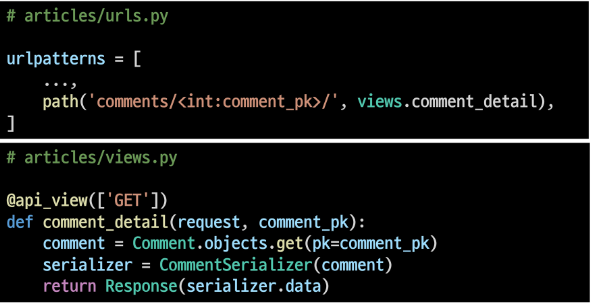 # articles/urls.py
urlpatterns = [
    ...,
    path('comments/<int:comment_pk>/', views.comment_detail),
]
# articles/views.py
@api_view(['GET'])
def comment_detail(request, comment_pk):
    comment = Comment.objects.get(pk=comment_pk)
    serializer = CommentSerializer(comment)
    return Response(serializer.data)